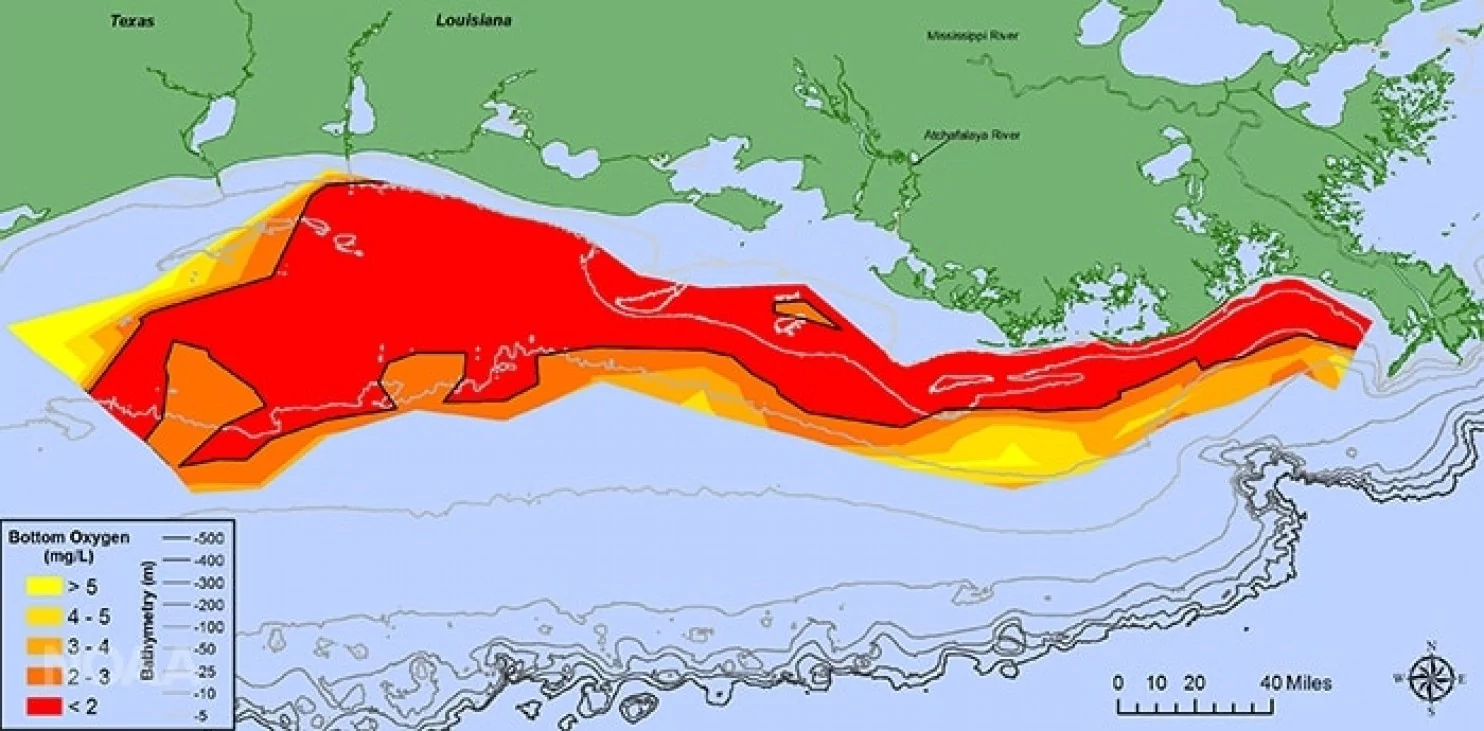 Texas
Louisiana
Mississippi River
Atchafalaya River
Bottom Oxygen
(mg/L)
> 5
4 - 5
3 - 4
2 - 3
< 2
Bathymetry (m)
-500
-400
-300
-200
-100
-50
-25
-10
-5
NOAA
0 10 20 40 Miles
N
W E
S